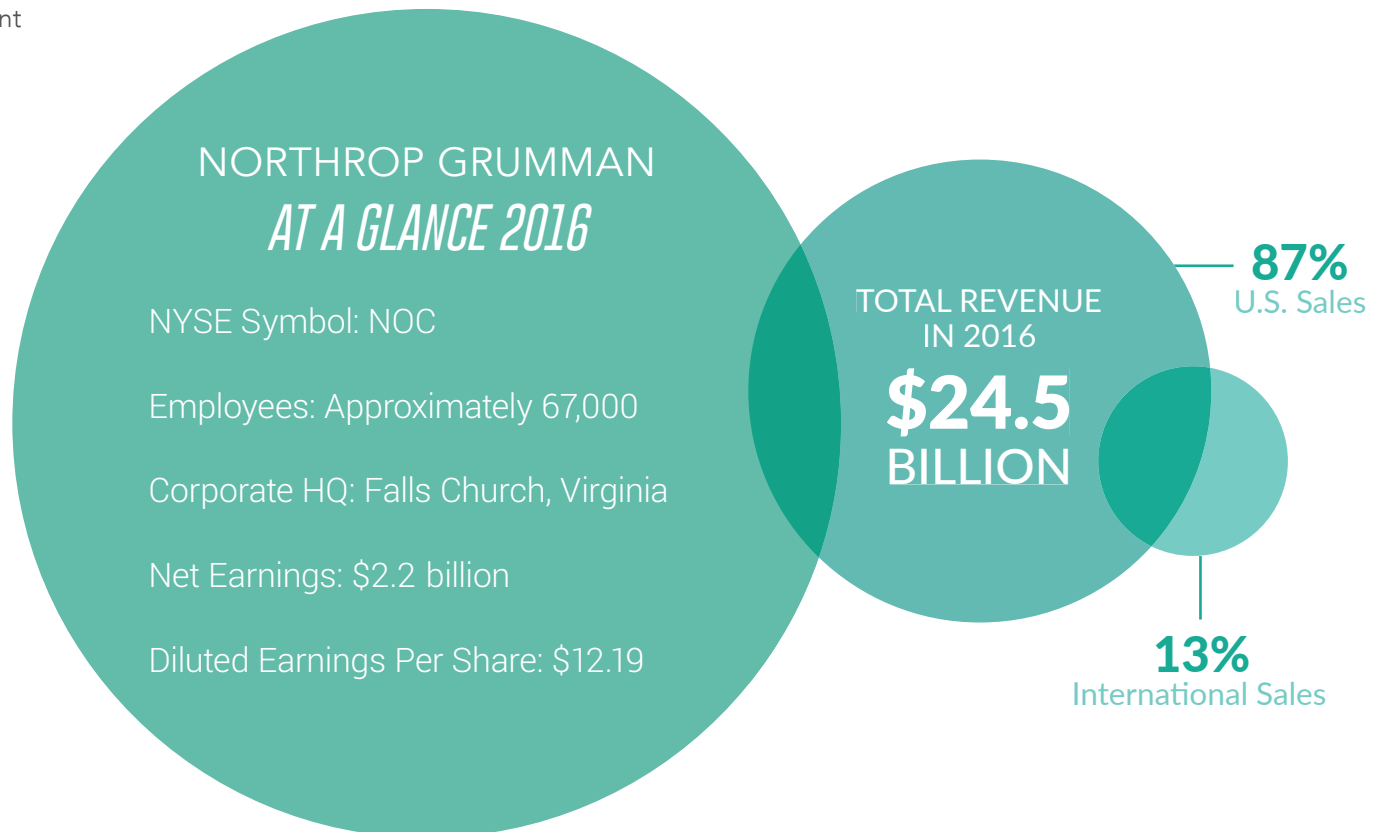 NORTHROP GRUMMAN
AT A GLANCE 2016
NYSE Symbol: NOC
Employees: Approximately 67,000
Corporate HQ: Falls Church, Virginia
Net Earnings: $2.2 billion
Diluted Earnings Per Share: $12.19
TOTAL REVENUE
IN 2016
$24.5
BILLION
87%
U.S. Sales
13%
International Sales